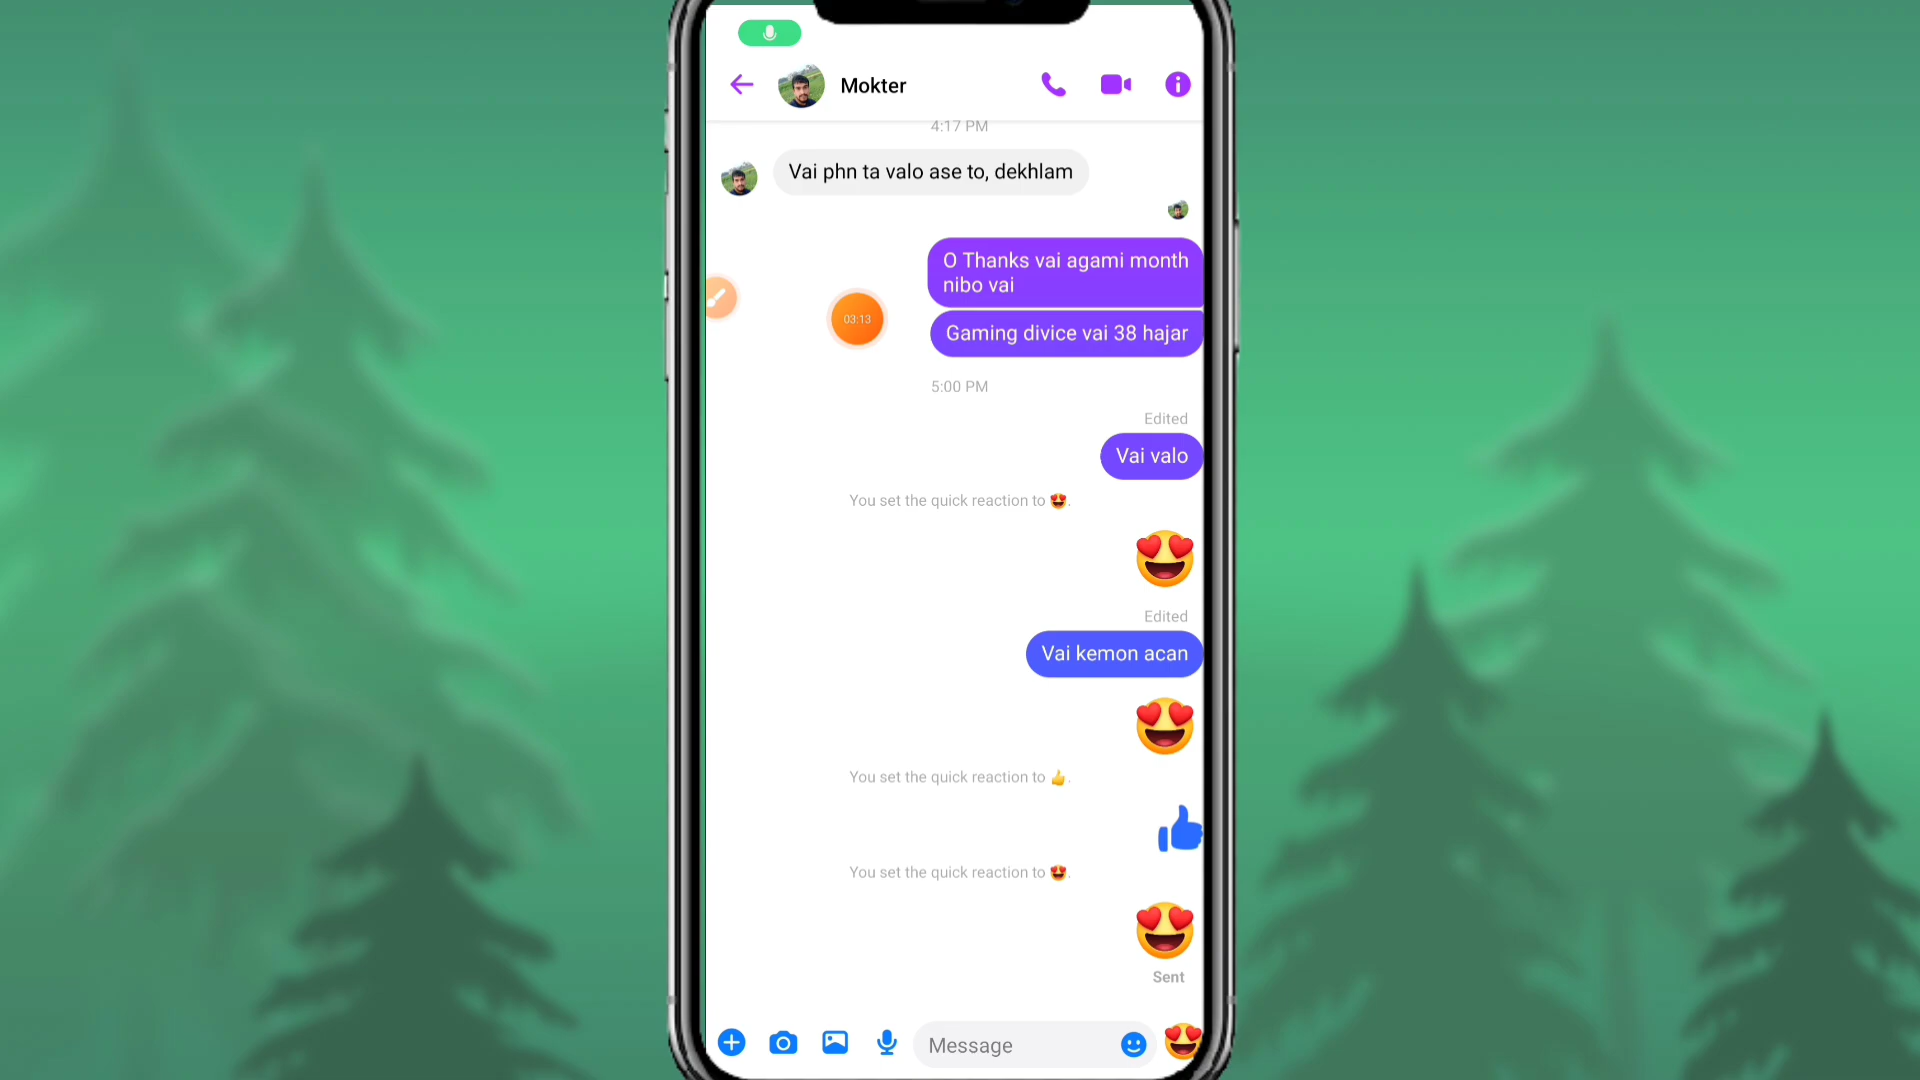 Mokter
4:17 PM
Vai phn ta valo ase to, dekhlam
O Thanks vai agami month
nibo vai
03:13
Gaming divice vai 38 hajar
5:00 PM
Edited
Vai valo
You set the quick reaction to 😍.
Edited
Vai kemon acan
You set the quick reaction to 👍.
You set the quick reaction to 😍.
Sent
Message